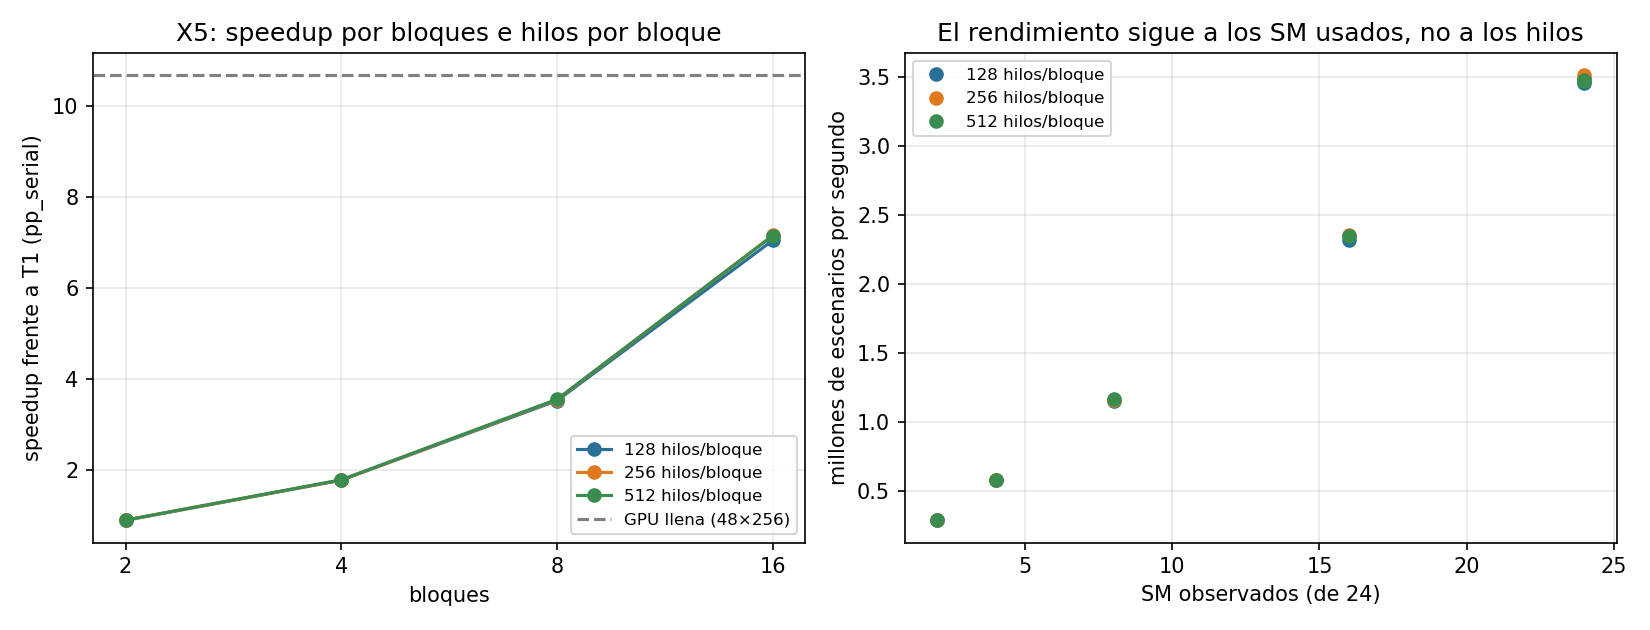 X5: speedup por bloques e hilos por bloque
speedup frente a T1 (pp_serial)
10
8
6
4
2
2
4
8
16
bloques
128 hilos/bloque
256 hilos/bloque
512 hilos/bloque
GPU llena (48×256)
El rendimiento sigue a los SM usados, no a los hilos
millones de escenarios por segundo
3.5
3.0
2.5
2.0
1.5
1.0
0.5
5
10
15
20
25
SM observados (de 24)
128 hilos/bloque
256 hilos/bloque
512 hilos/bloque